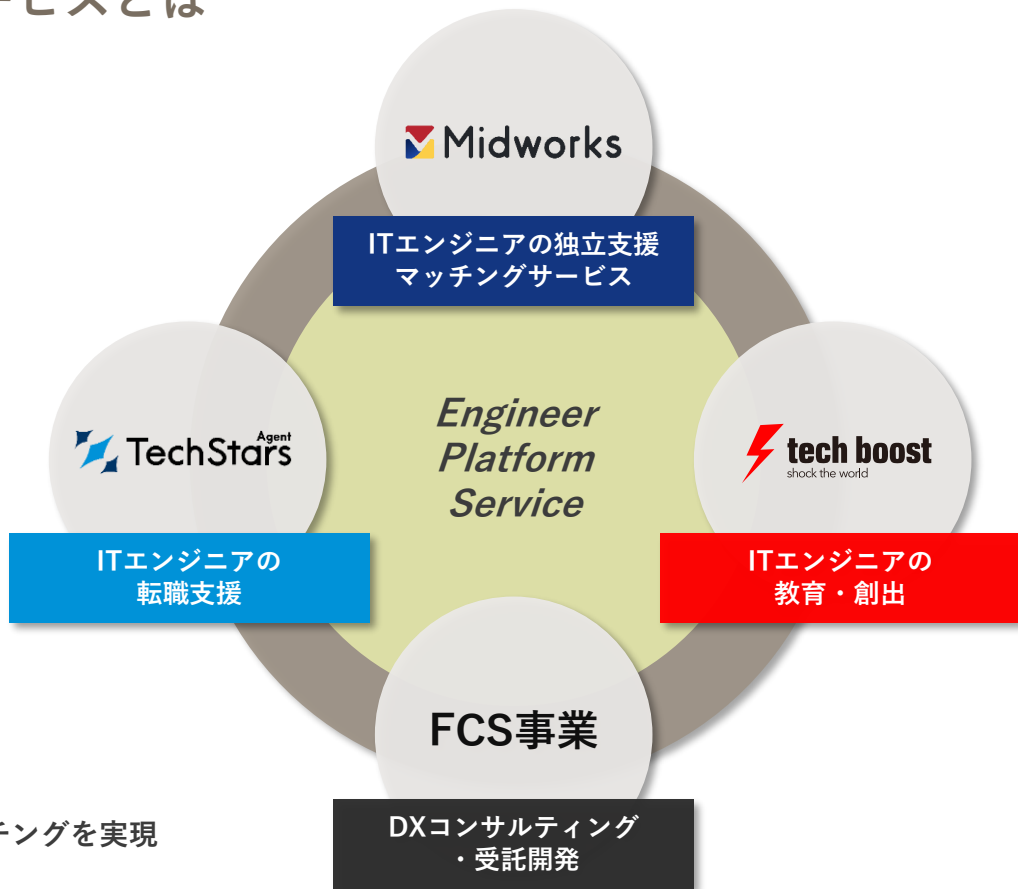 ービスとは
Midworks
ITエンジニアの独立支援
マッチングサービス
Engineer
Platform
Service
Agent
TechStars
ITエンジニアの
転職支援
tech boost
shock the world
ITエンジニアの
教育・創出
FCS事業
DXコンサルティング
・受託開発
チングを実現